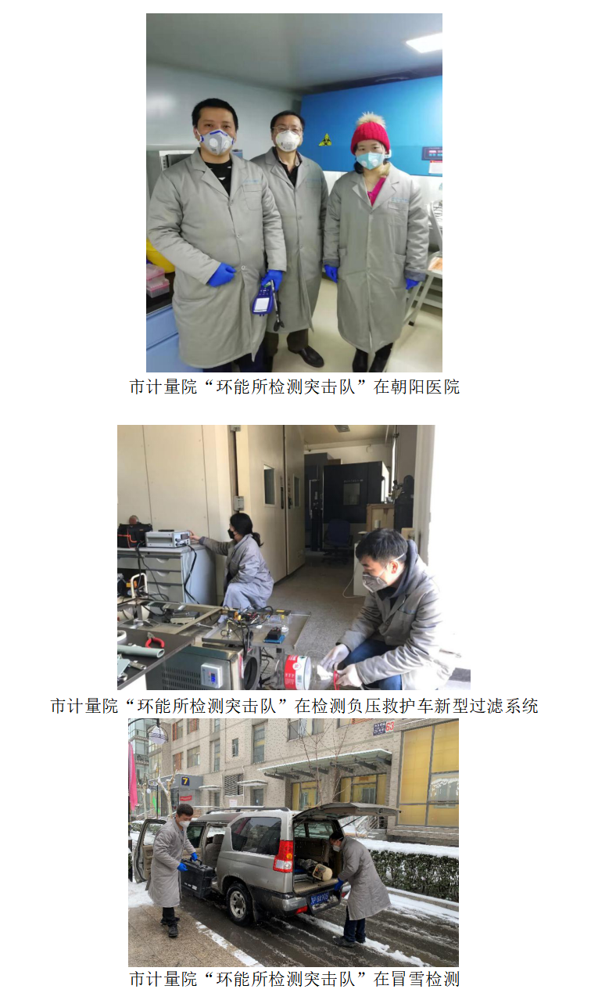 市计量院“环能所检测突击队”在朝阳医院
市计量院“环能所检测突击队”在检测负压救护车新型过滤系统
63
7
市计量院“环能所检测突击队”在冒雪检测